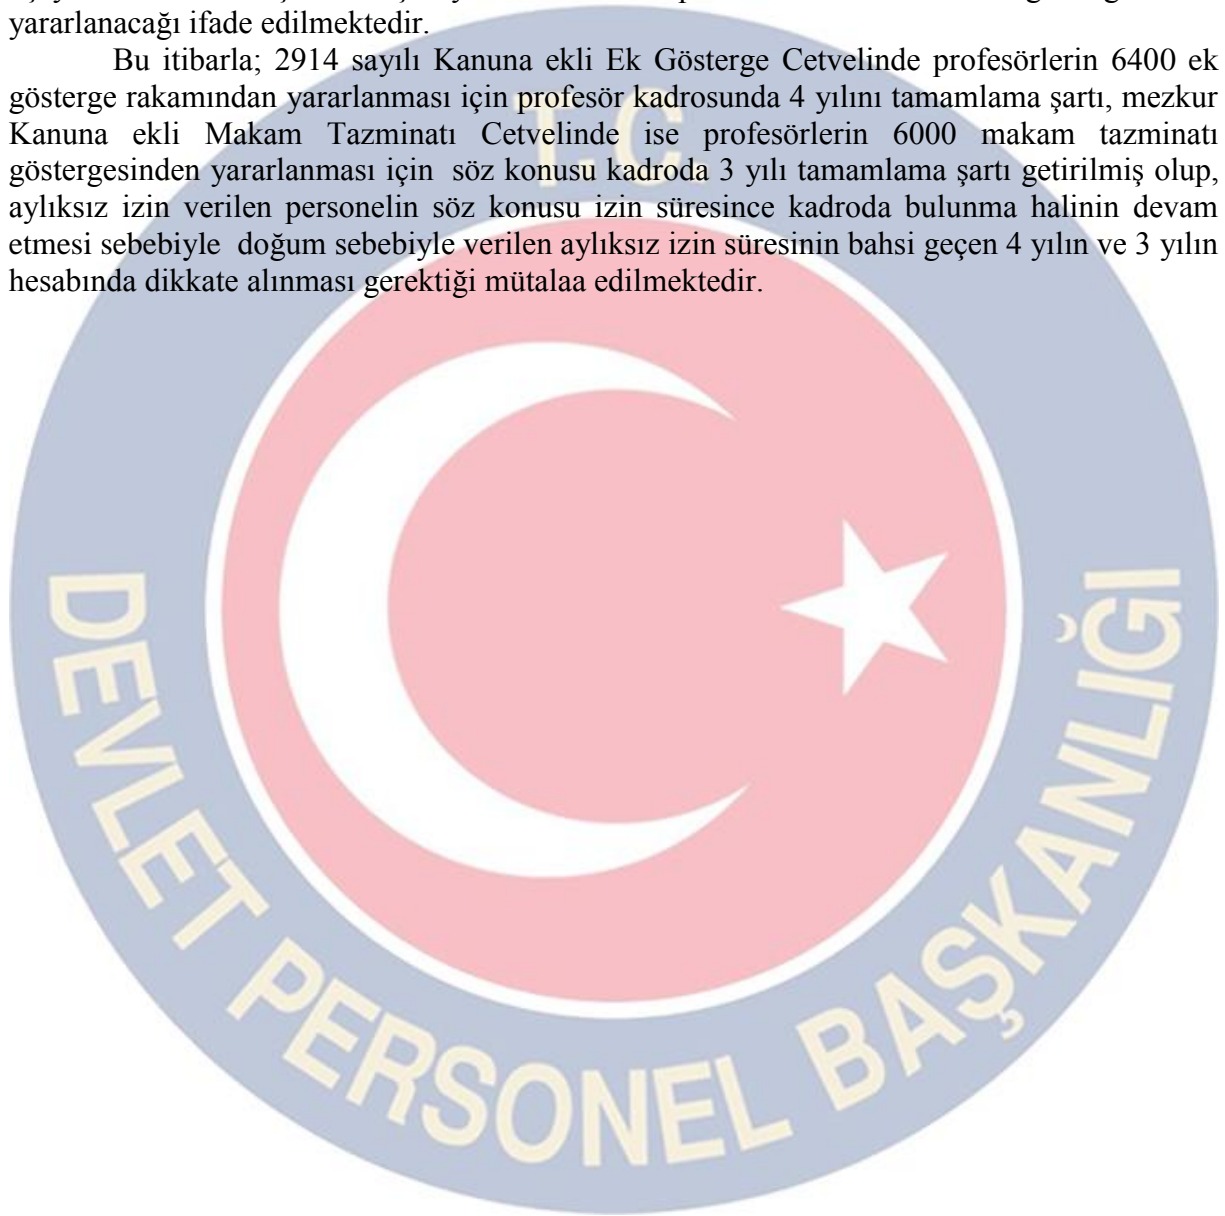 yararlanacağı ifade edilmektedir.
Bu itibarla; 2914 sayılı Kanuna ekli Ek Gösterge Cetvelinde profesörlerin 6400 ek
gösterge rakamından yararlanması için profesör kadrosunda 4 yılını tamamlama şartı, mezkur
Kanuna ekli Makam Tazminatı Cetvelinde ise profesörlerin 6000 makam tazminatı
göstergesinden yararlanması için söz konusu kadroda 3 yılı tamamlama şartı getirilmiş olup,
aylıksız izin verilen personelin söz konusu izin süresince kadroda bulunma halinin devam
etmesi sebebiyle doğum sebebiyle verilen aylıksız izin süresinin bahsi geçen 4 yılın ve 3 yılın
hesabında dikkate alınması gerektiği mütalaa edilmektedir.
T.C.
DEVLET PERSONEL BAŞKANLIĞI